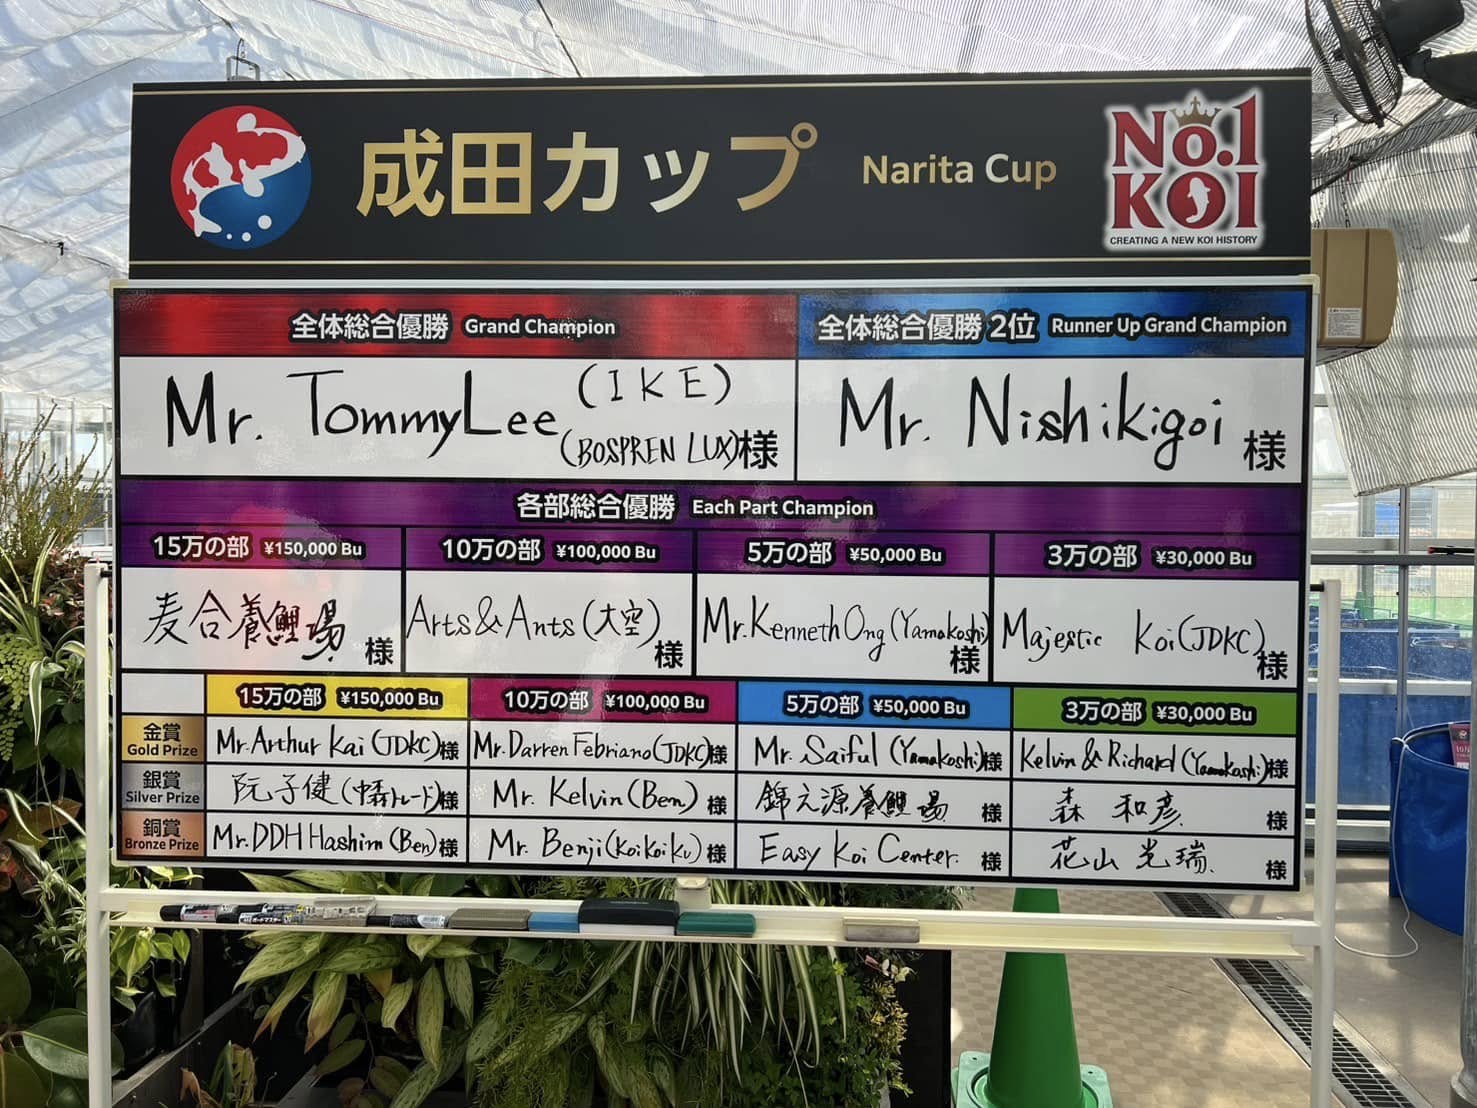 成田カップ Narita Cup
No.1
KOI
CREATING A NEW KOI HISTORY
全体総合優勝 Grand Champion
全体総合優勝 2位 Runner Up Grand Champion
Mr. TommyLee (IKE)
(BOSPREN LUX)様
Mr. Nishikigoi 様
各部総合優勝 Each Part Champion
15万の部 ¥150,000 Bu
10万の部 ¥100,000 Bu
5万の部 ¥50,000 Bu
3万の部 ¥30,000 Bu
麦合養鯉場 様
Arts&Ants (大空) 様
Mr.Kenneth Ong (Yamakoshi) 様
Majestic Koi (JDKC) 様
15万の部 ¥150,000 Bu
10万の部 ¥100,000 Bu
5万の部 ¥50,000 Bu
3万の部 ¥30,000 Bu
金賞
Gold Prize
Mr.Arthur Kai (JDKC)様
Mr.Darren Febriano(JDKC)様
Mr. Saiful (Yamakoshi)様
Kelvin & Richard (Yamakoshi)様
銀賞
Silver Prize
阮子健(中森トレード)様
Mr. Kelvin (Ben) 様
錦之源養鯉場 様
森 和彦 様
銅賞
Bronze Prize
Mr.DDH Hashim (Ben)様
Mr. Benji (Koikoiku) 様
Easy Koi Center. 様
花山 光瑞. 様